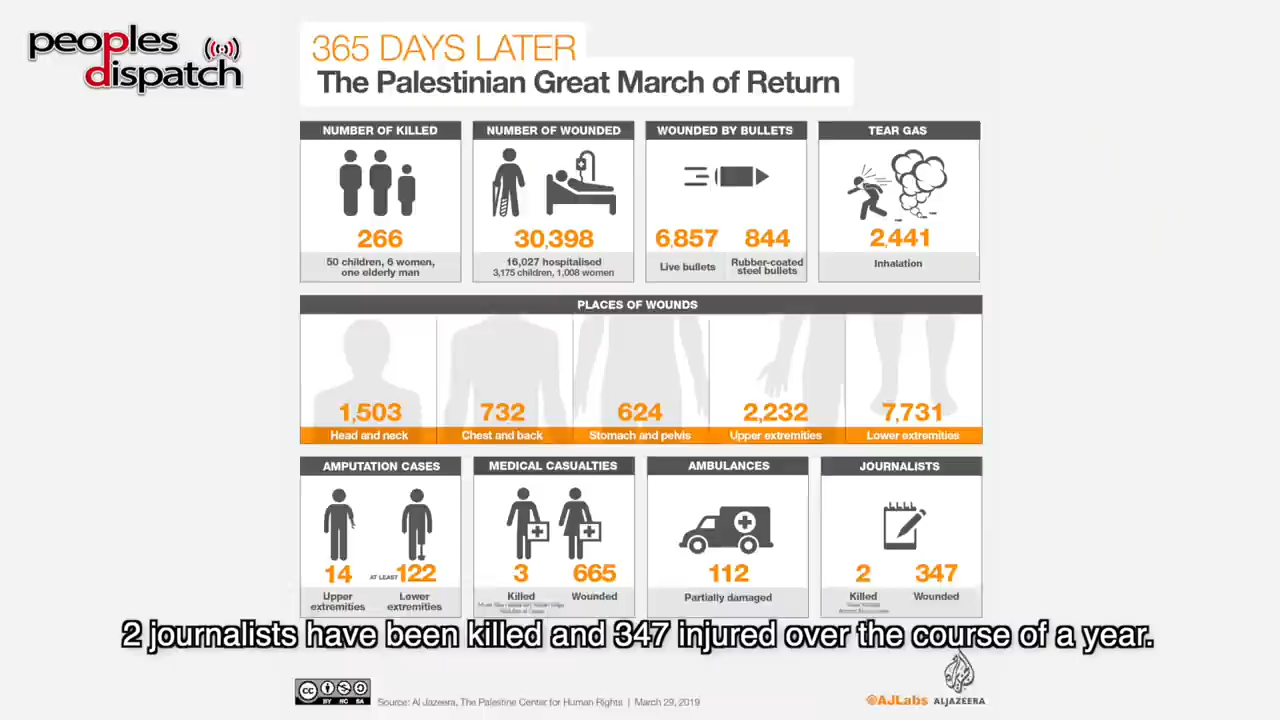 peoples
dispatch
365 DAYS LATER
The Palestinian Great March of Return
NUMBER OF KILLED
266
50 children, 6 women,
one elderly man
NUMBER OF WOUNDED
30,398
16,027 hospitalised
3,175 children, 1,008 women
WOUNDED BY BULLETS
6,857 844
Live bullets
Rubber-coated
steel bullets
TEAR GAS
2,441
Inhalation
PLACES OF WOUNDS
1,503 732 624 2,232 7,731
Head and neck Chest and back Stomach and pelvis Upper extremities Lower extremities
AMPUTATION CASES
14 AT LEAST 122
Upper
extremities
Lower
extremities
MEDICAL CASUALTIES
3 665
Killed Wounded
AMBULANCES
112
Partially damaged
JOURNALISTS
2 347
Killed Wounded
2 journalists have been killed and 347 injured over the course of a year.
CC BY NC SA
Source: Al Jazeera, The Palestine Center for Human Rights | March 29, 2019
@AJLabs ALJAZEERA